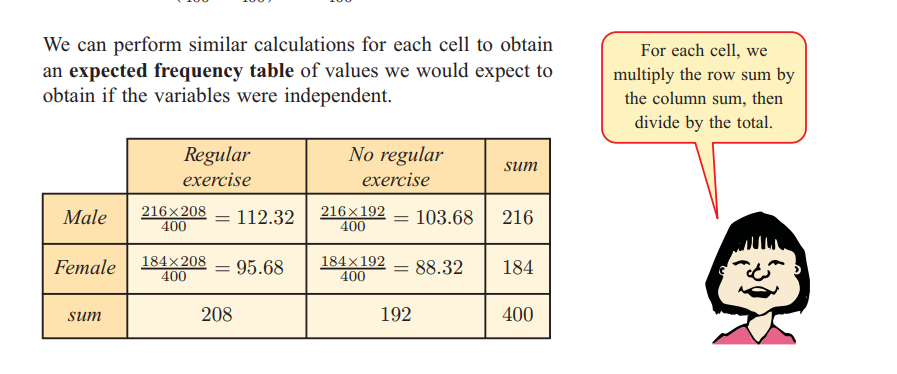 We can perform similar calculations for each cell to obtain
an expected frequency table of values we would expect to
obtain if the variables were independent.
For each cell, we
multiply the row sum by
the column sum, then
divide by the total.
Regular exercise | No regular exercise | sum
Male | 216×208/400 = 112.32 | 216×192/400 = 103.68 | 216
Female | 184×208/400 = 95.68 | 184×192/400 = 88.32 | 184
sum | 208 | 192 | 400